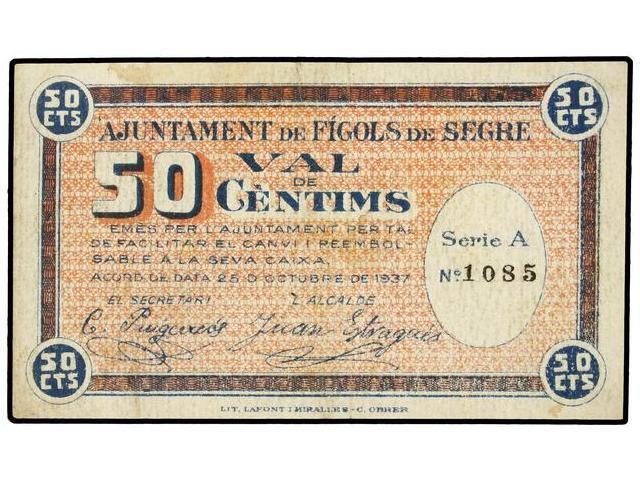 50 CTS
50 CTS
AJUNTAMENT DE FÍGOLS DE SEGRE
50 VAL
DE
CÈNTIMS
EMÈS PER L'AJUNTAMENT PER TAL
DE FACILITAR EL CANVI I REEMBOL-
SABLE A LA SEVA CAIXA.
ACORD DE DATA 25 D'OCTUBRE DE 1937
Serie A
Nº 1085
EL SECRETARI L'ALCALDE
C. Juan
50 CTS
50 CTS
LIT. LAFONT I MIRALLES - C. OBRER